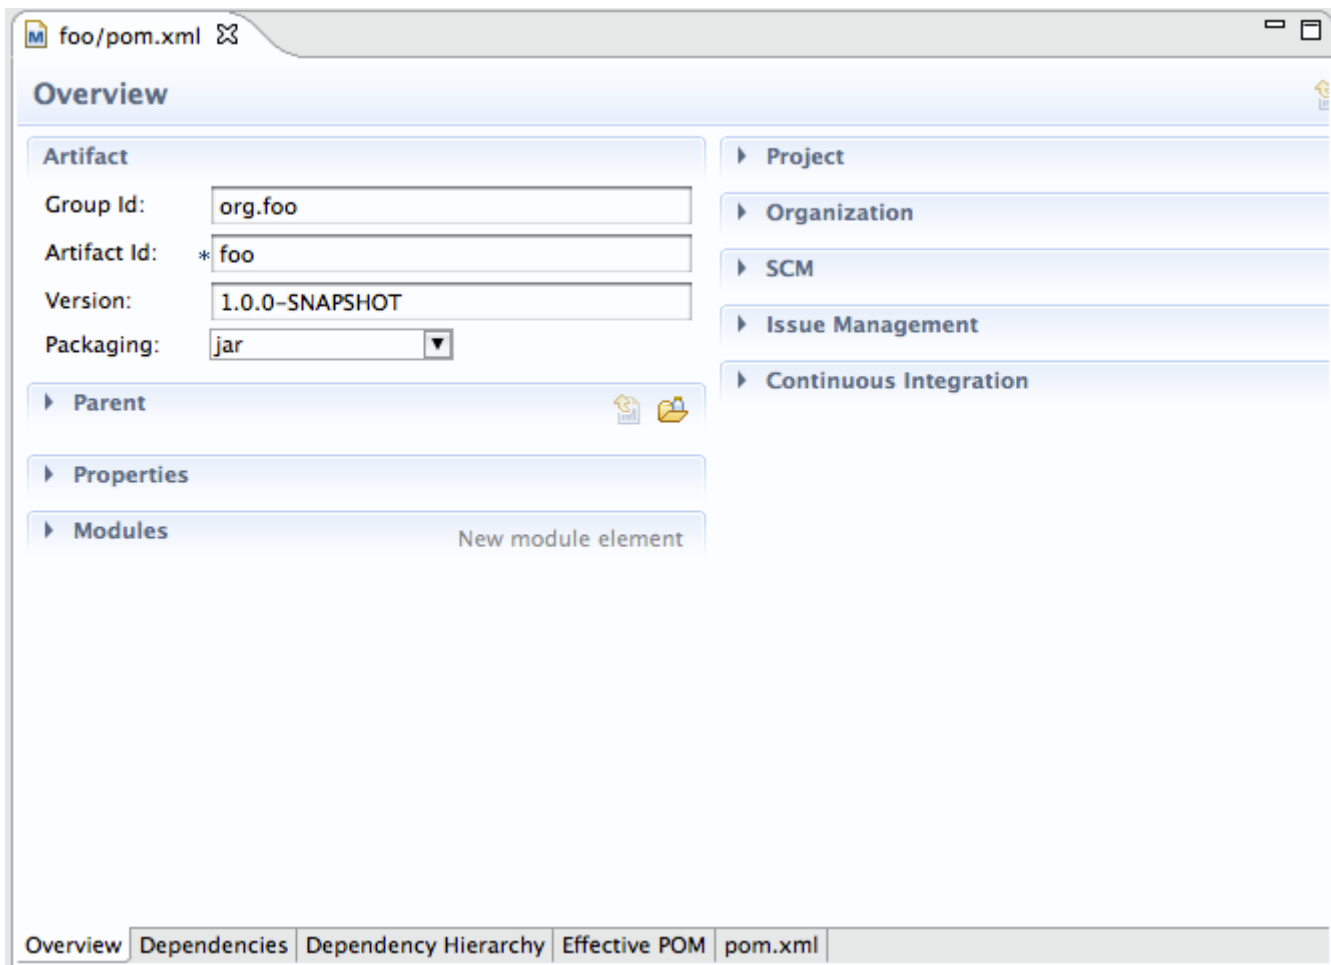 foo/pom.xml
Overview
Artifact
Group Id: org.foo
Artifact Id: * foo
Version: 1.0.0-SNAPSHOT
Packaging: jar
Parent
Properties
Modules New module element
Project
Organization
SCM
Issue Management
Continuous Integration
Overview Dependencies Dependency Hierarchy Effective POM pom.xml